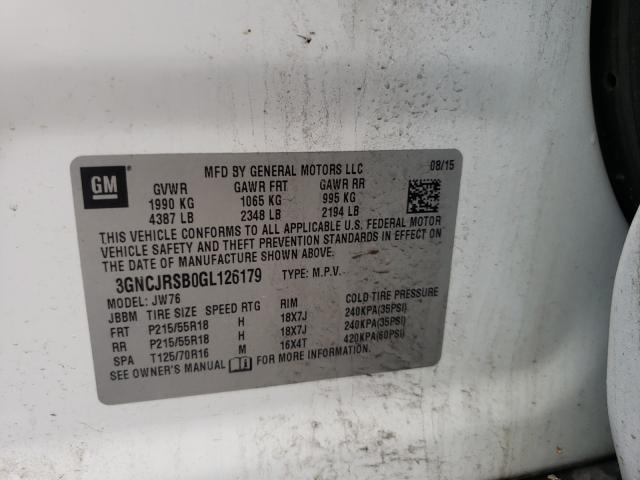 GM
MFD BY GENERAL MOTORS LLC 08/15
GVWR GAWR FRT GAWR RR
1990 KG 1065 KG 995 KG
4387 LB 2348 LB 2194 LB
THIS VEHICLE CONFORMS TO ALL APPLICABLE U.S. FEDERAL MOTOR
VEHICLE SAFETY AND THEFT PREVENTION STANDARDS IN EFFECT
ON THE DATE OF MANUFACTURE SHOWN ABOVE.
3GNCJRSB0GL126179 TYPE: M.P.V.
MODEL: JW76
JBBM TIRE SIZE SPEED RTG RIM COLD TIRE PRESSURE
FRT P215/55R18 H 18X7J 240KPA(35PSI)
RR P215/55R18 H 18X7J 240KPA(35PSI)
SPA T125/70R16 M 16X4T 420KPA(60PSI)
SEE OWNER'S MANUAL FOR MORE INFORMATION.